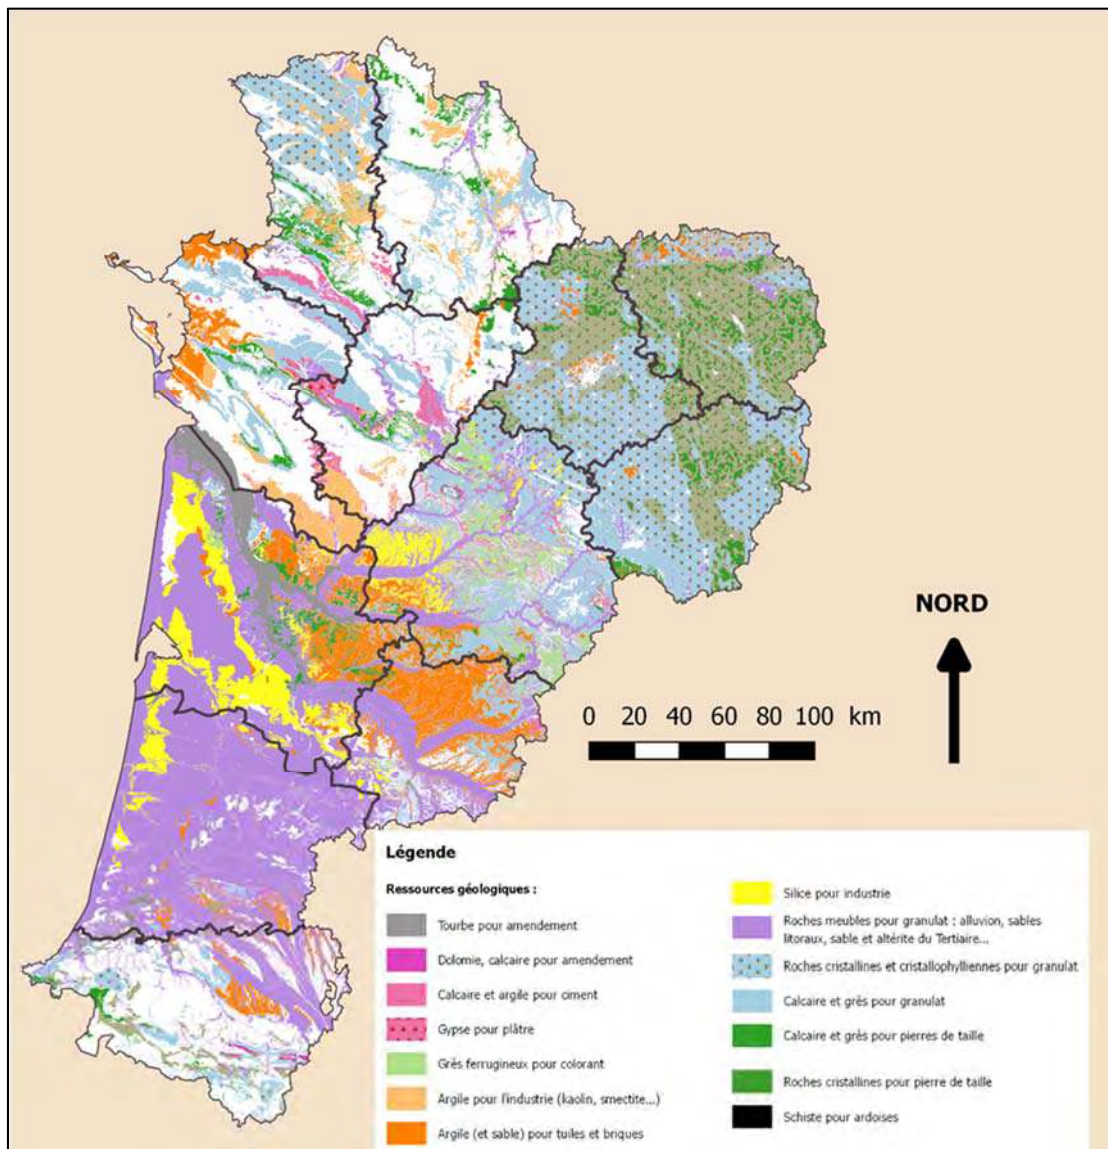 NORD
0 20 40 60 80 100 km
Légende
Ressources géologiques :
Tourbe pour amendement
Dolomie, calcaire pour amendement
Calcaire et argile pour ciment
Gypse pour plâtre
Grès ferrugineux pour colorant
Argile pour l'industrie (kaolin, smectite...)
Argile (et sable) pour tuiles et briques
Silice pour industrie
Roches meubles pour granulat : alluvion, sables
litoraux, sable et altérite du Tertiaire...
Roches cristallines et cristallophylliennes pour granulat
Calcaire et grès pour granulat
Calcaire et grès pour pierres de taille
Roches cristallines pour pierre de taille
Schiste pour ardoises